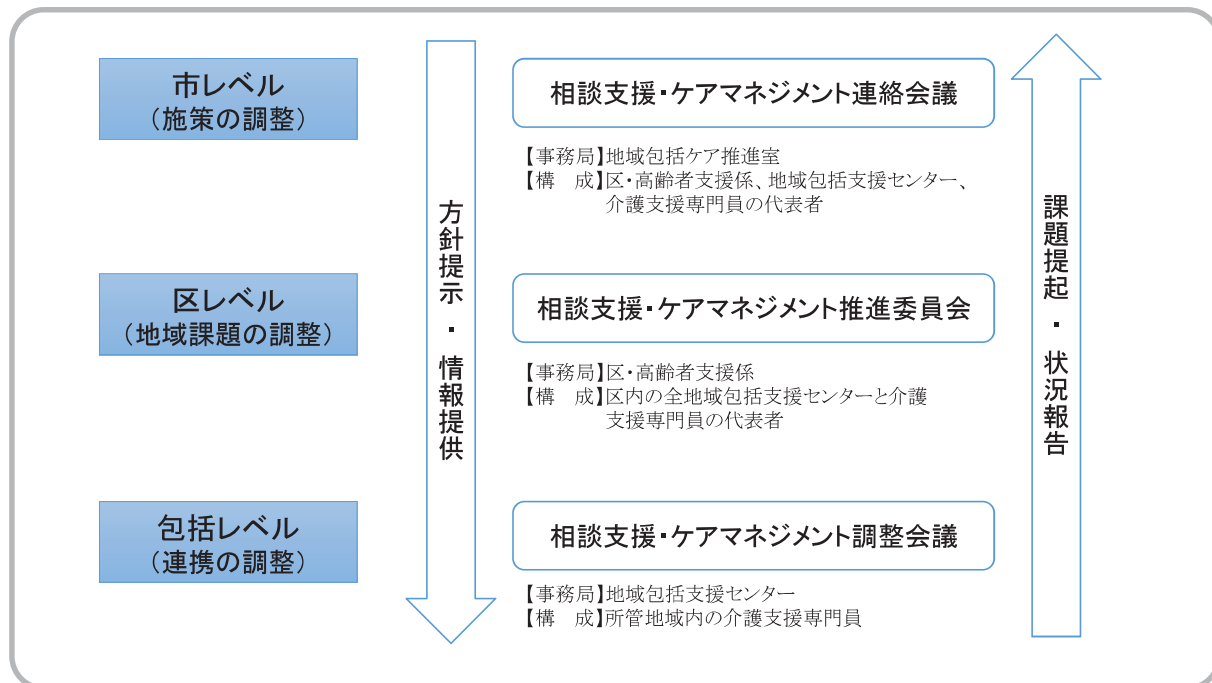 市レベル
（施策の調整）
相談支援・ケアマネジメント連絡会議
【事務局】地域包括ケア推進室
【構　成】区・高齢者支援係、地域包括支援センター、
介護支援専門員の代表者
方針提示・情報提供
課題提起・状況報告
区レベル
（地域課題の調整）
相談支援・ケアマネジメント推進委員会
【事務局】区・高齢者支援係
【構　成】区内の全地域包括支援センターと介護
支援専門員の代表者
包括レベル
（連携の調整）
相談支援・ケアマネジメント調整会議
【事務局】地域包括支援センター
【構　成】所管地域内の介護支援専門員